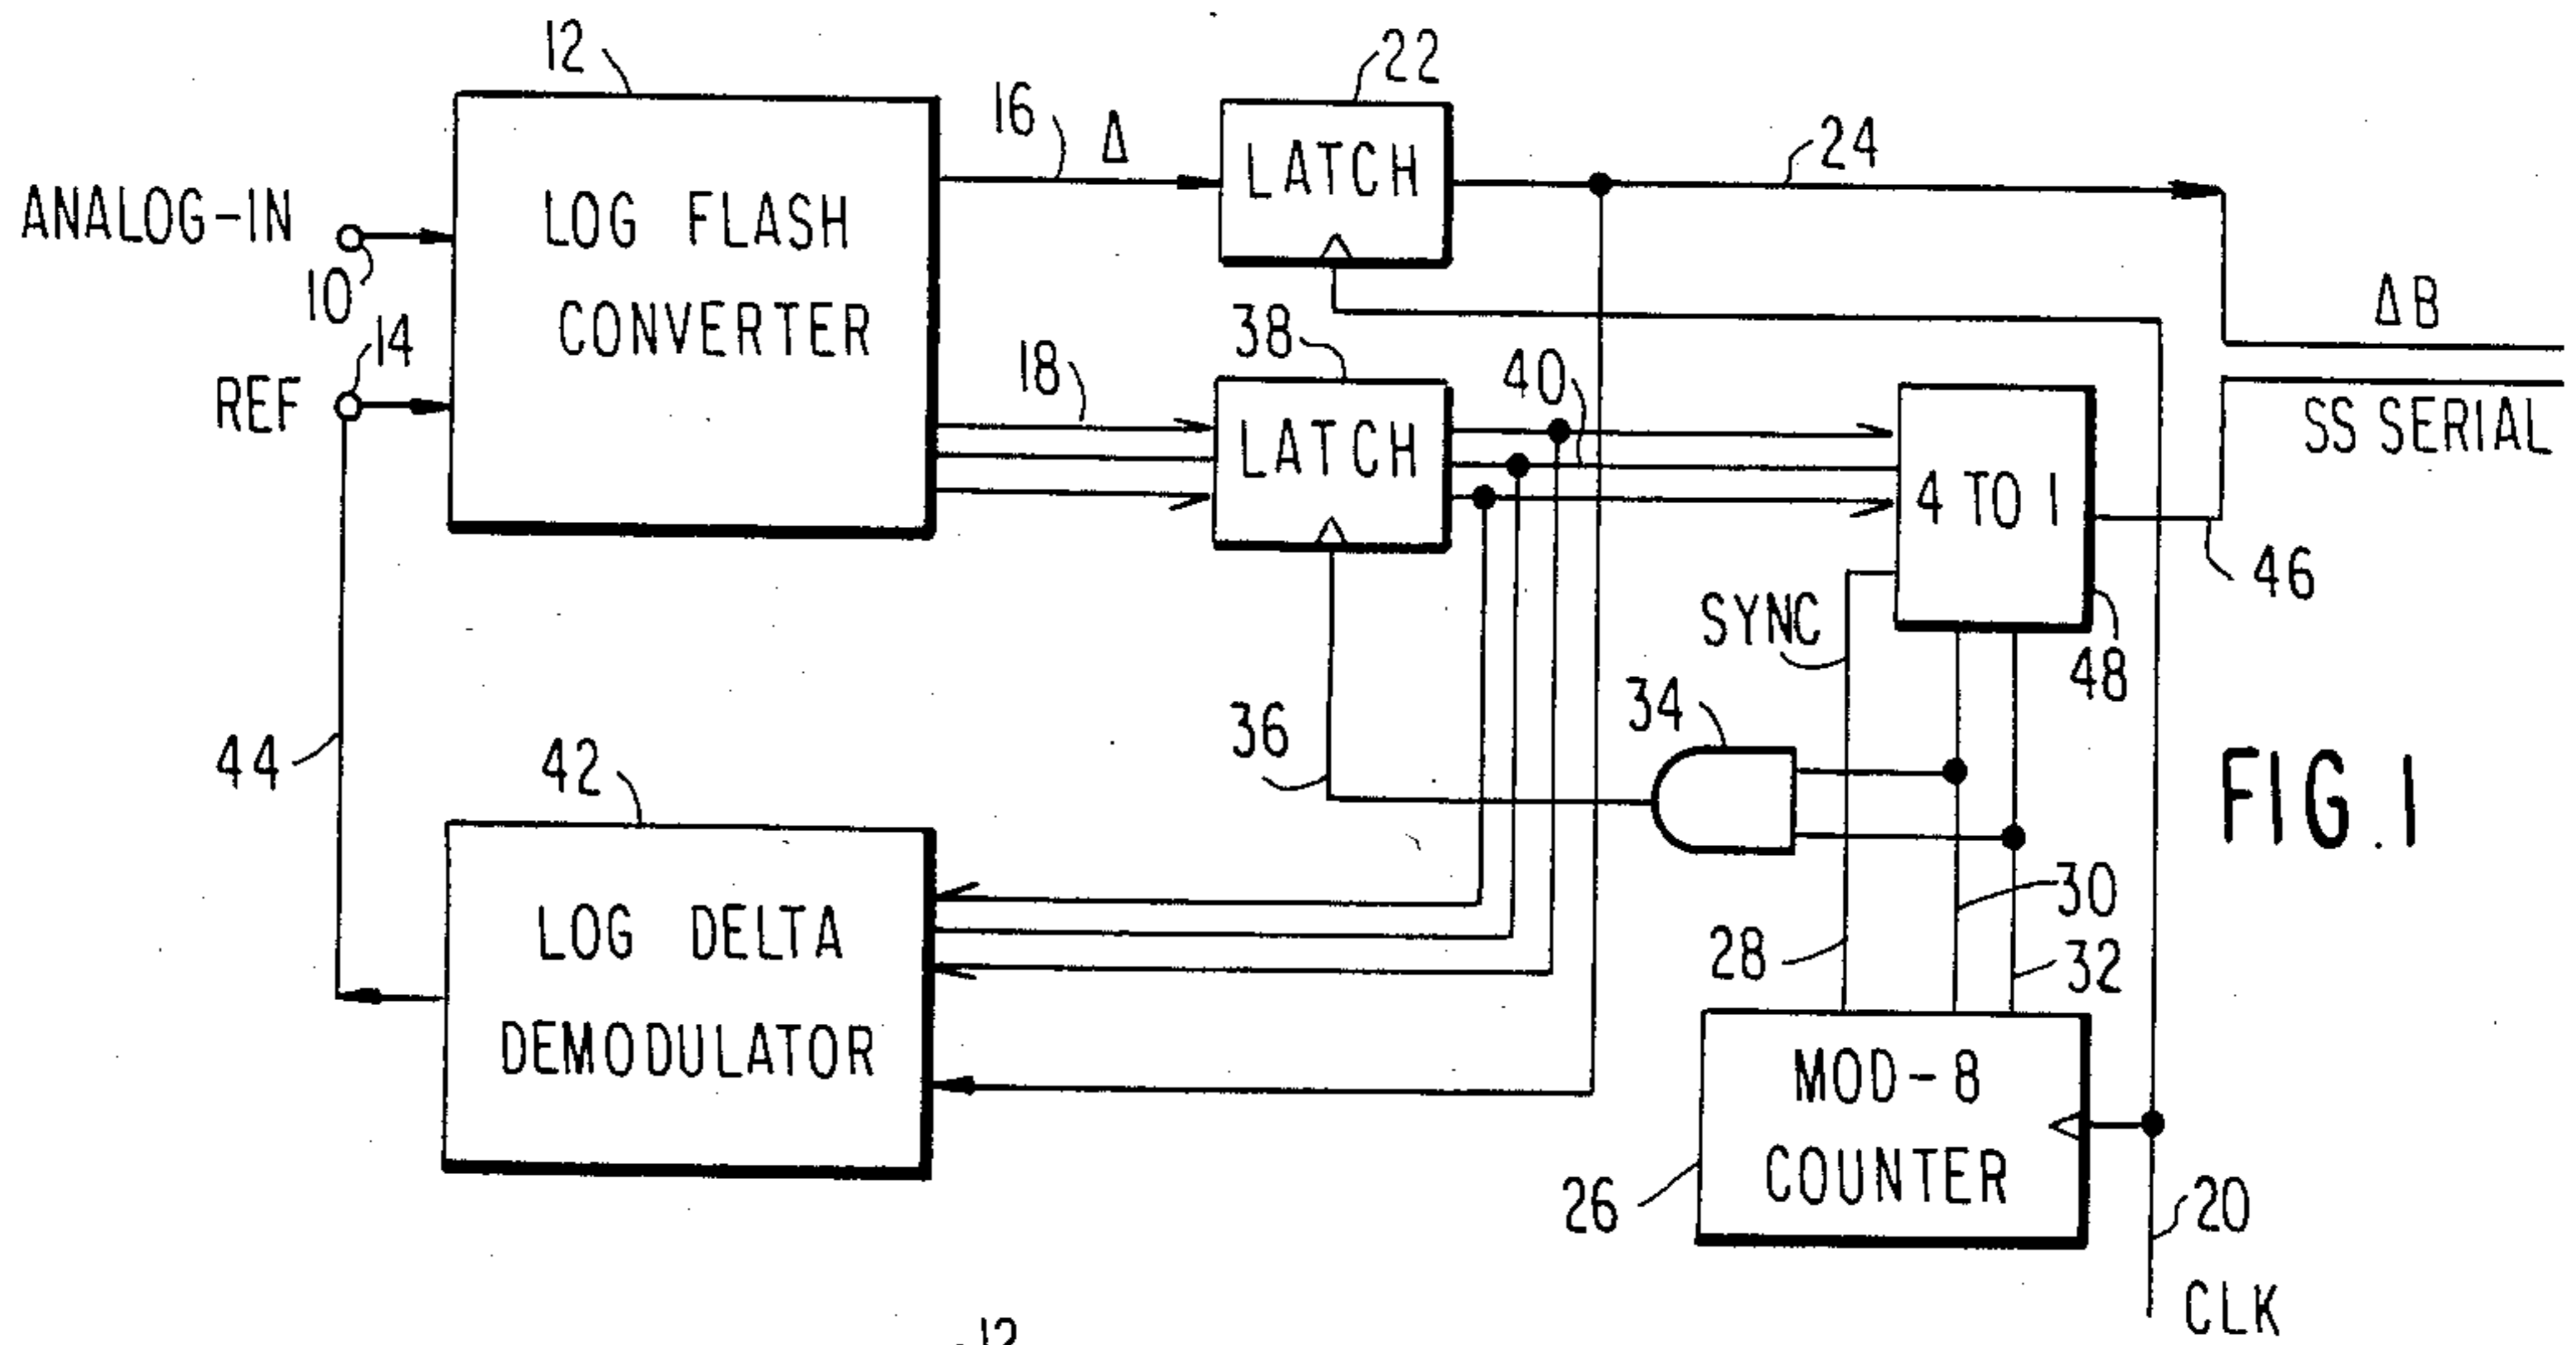 12
22
16
Δ
24
ANALOG-IN
LOG FLASH
CONVERTER
LATCH
10
14
REF
ΔB
38
18
40
LATCH
4 TO 1
SS SERIAL
46
SYNC
48
34
36
44
42
FIG. 1
30
28
32
LOG DELTA
DEMODULATOR
MOD-8
COUNTER
26
20
CLK
12